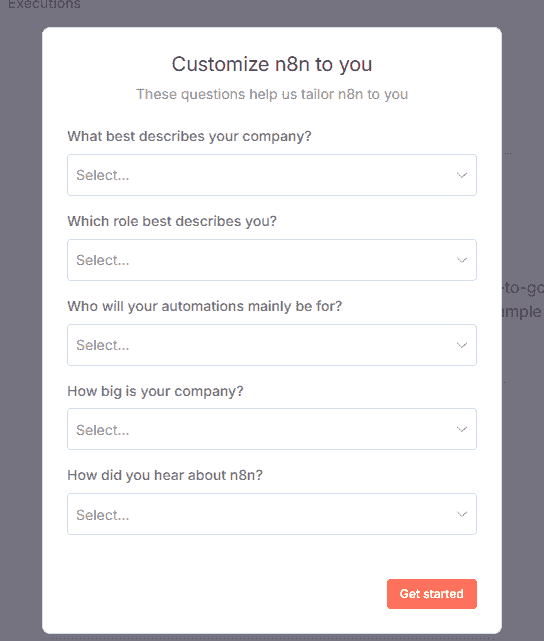 Executions
Customize n8n to you
These questions help us tailor n8n to you
What best describes your company?
Select...
Which role best describes you?
Select...
Who will your automations mainly be for?
Select...
-to-go
How big is your company?
Select...
How did you hear about n8n?
Select...
Get started